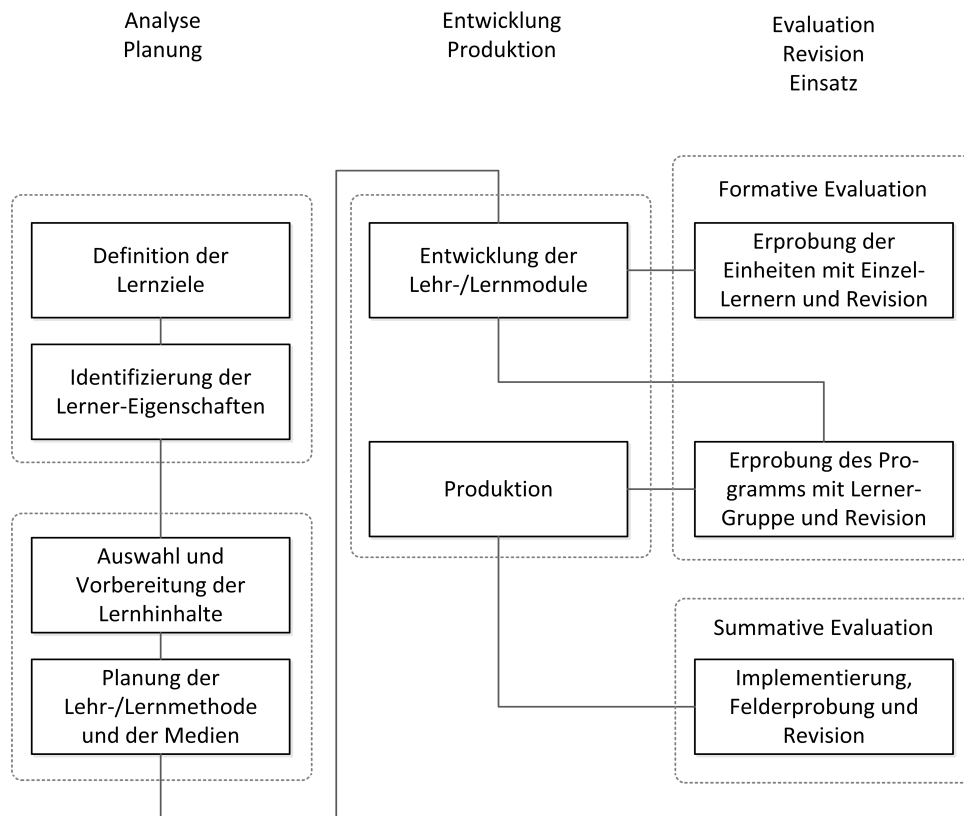 Analyse
Planung
Entwicklung
Produktion
Evaluation
Revision
Einsatz
Definition der
Lernziele
Identifizierung der
Lerner-Eigenschaften
Auswahl und
Vorbereitung der
Lernhinhalte
Planung der
Lehr-/Lernmethode
und der Medien
Entwicklung der
Lehr-/Lernmodule
Produktion
Formative Evaluation
Erprobung der
Einheiten mit Einzel-
Lernern und Revision
Erprobung des Pro-
gramms mit Lerner-
Gruppe und Revision
Summative Evaluation
Implementierung,
Felderprobung und
Revision